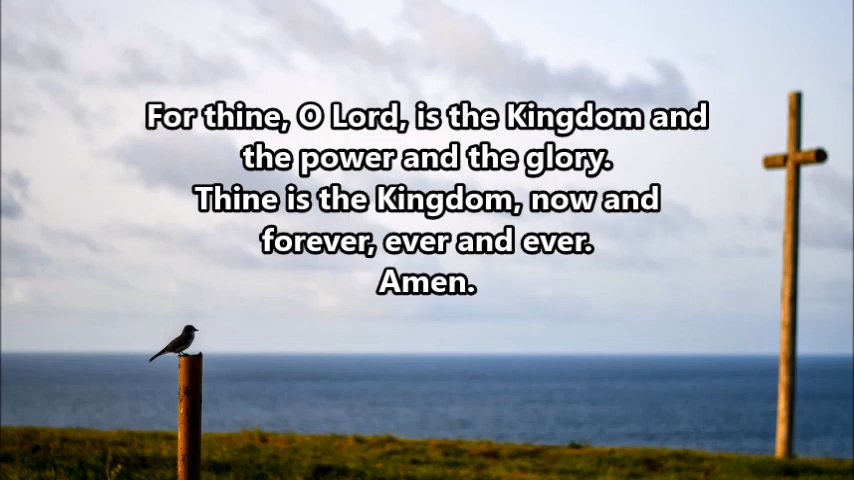 For thine, O Lord, is the Kingdom and
the power and the glory.
Thine is the Kingdom, now and
forever, ever and ever.
Amen.